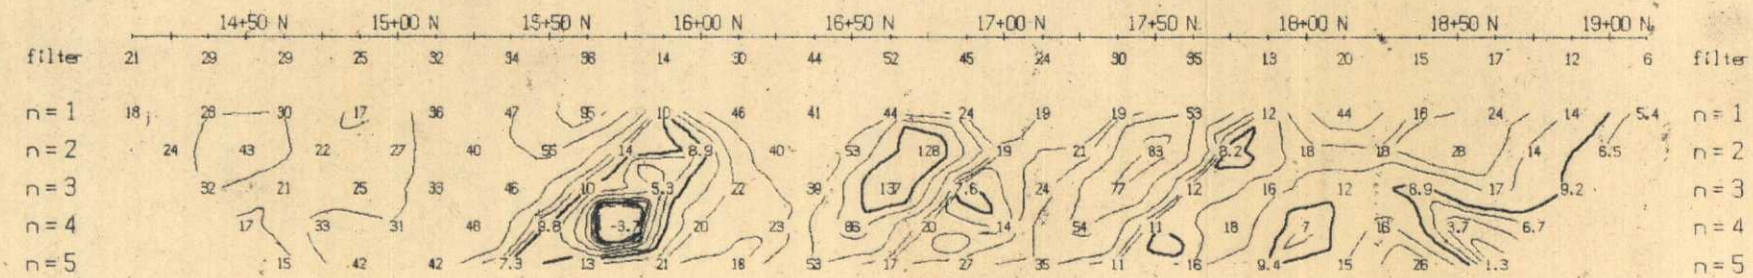 14+50 N 15+00 N 15+50 N 16+00 N 16+50 N 17+00 N 17+50 N 18+00 N 18+50 N 19+00 N
filter 21 29 29 25 32 34 38 14 30 44 52 45 24 30 35 13 20 15 17 12 6 filter
n=1 18 28 30 17 36 47 95 10 46 41 44 24 19 19 53 12 44 16 24 14 5.4 n=1
n=2 24 43 22 27 40 55 14 8.9 40 53 128 19 21 83 8.2 18 18 28 14 6.5 n=2
n=3 32 21 25 33 46 10 5.3 22 39 137 7.6 24 77 12 16 12 8.9 17 9.2 n=3
n=4 17 33 31 48 9.8 -3.7 20 23 86 20 14 54 11 18 7 16 3.7 6.7 n=4
n=5 15 42 42 7.3 13 21 18 53 17 27 35 11 16 9.4 15 26 1.3 n=5